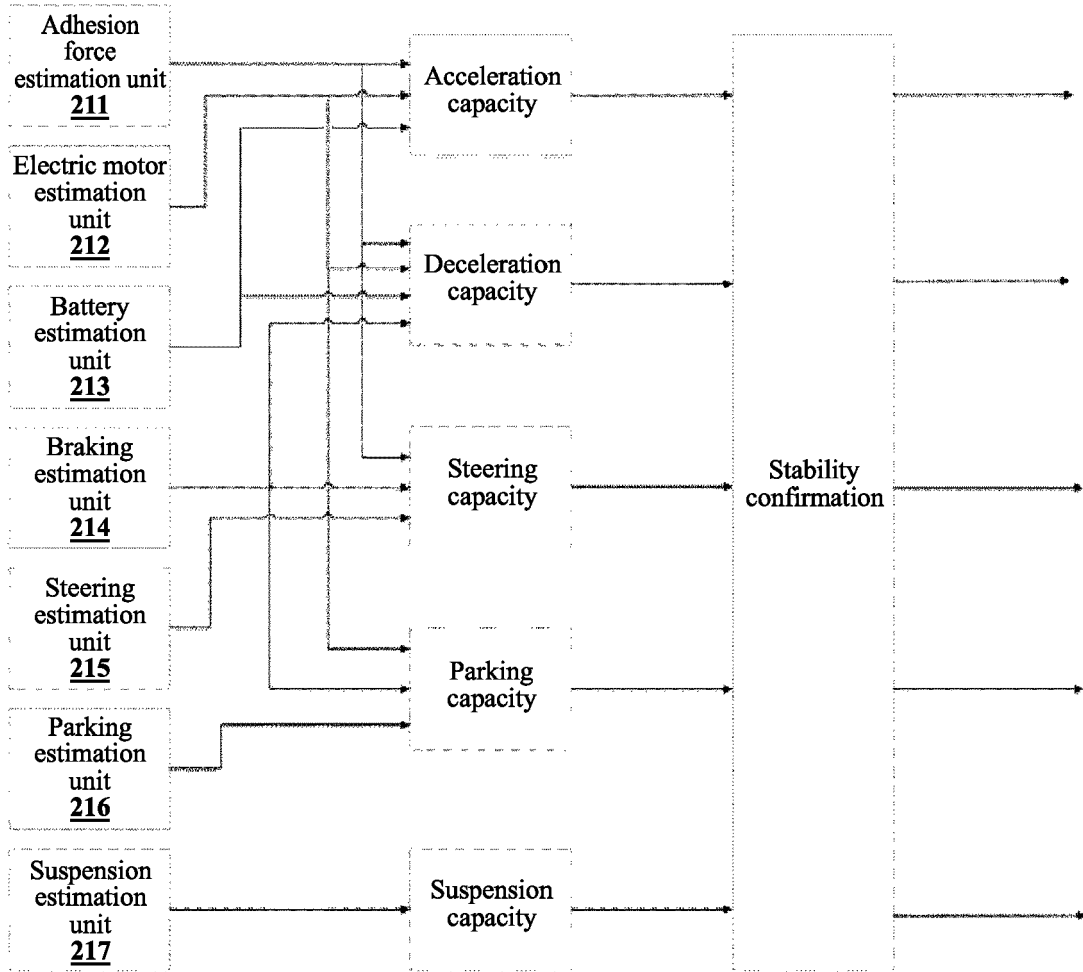 Adhesion
force
estimation unit
211
Electric motor
estimation
unit
212
Battery
estimation
unit
213
Braking
estimation
unit
214
Steering
estimation
unit
215
Parking
estimation
unit
216
Suspension
estimation
unit
217
Acceleration
capacity
Deceleration
capacity
Steering
capacity
Parking
capacity
Suspension
capacity
Stability
confirmation